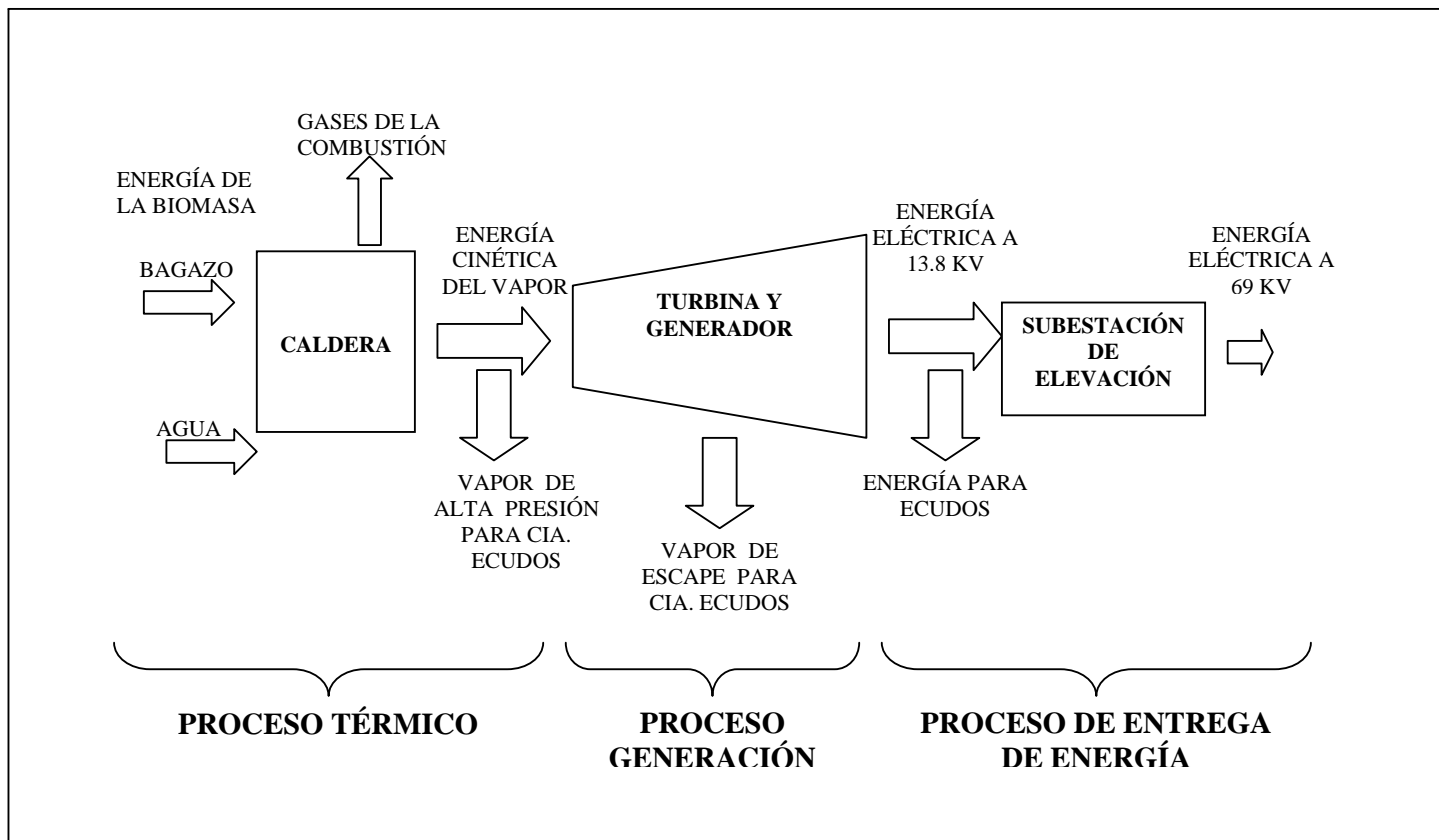 GASES DE LA
COMBUSTIÓN
ENERGÍA DE
LA BIOMASA
BAGAZO
AGUA
CALDERA
ENERGÍA
CINÉTICA
DEL VAPOR
VAPOR DE
ALTA PRESIÓN
PARA CIA.
ECUDOS
TURBINA Y
GENERADOR
VAPOR DE
ESCAPE PARA
CIA. ECUDOS
ENERGÍA
ELÉCTRICA A
13.8 KV
ENERGÍA PARA
ECUDOS
SUBESTACIÓN
DE
ELEVACIÓN
ENERGÍA
ELÉCTRICA A
69 KV
PROCESO TÉRMICO
PROCESO
GENERACIÓN
PROCESO DE ENTREGA
DE ENERGÍA